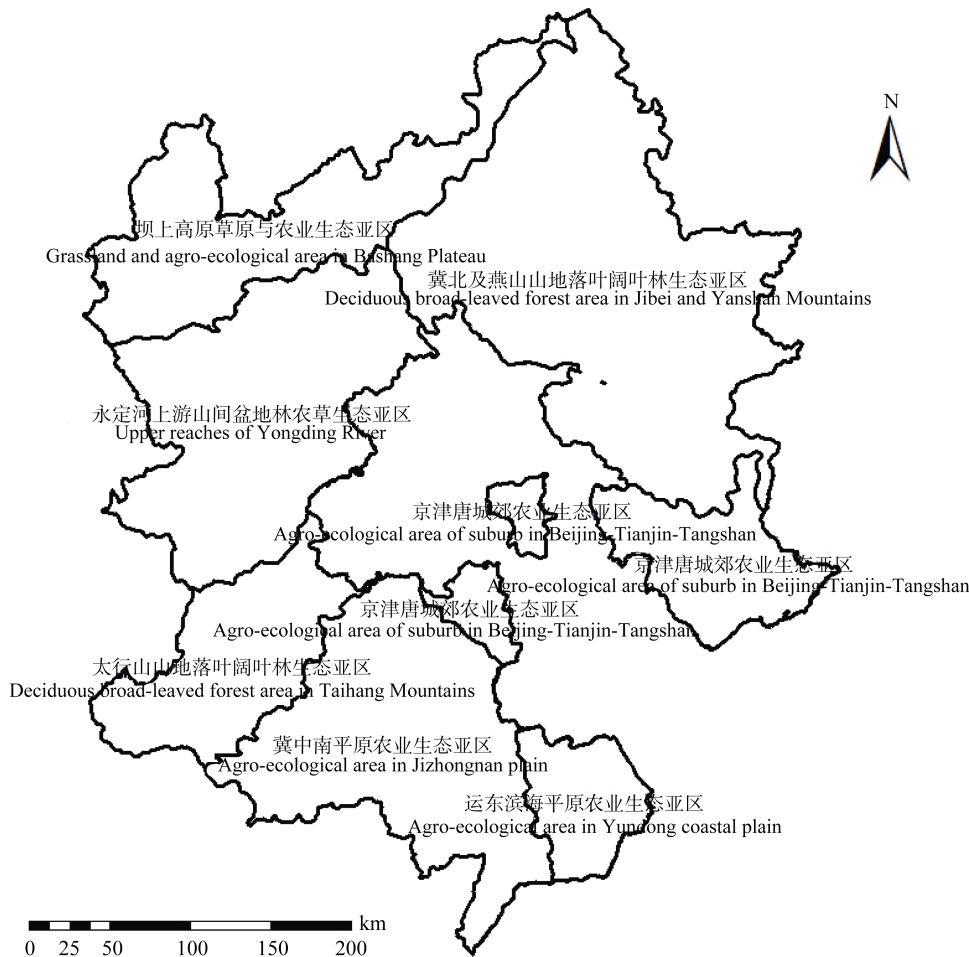 N
坝上高原草原与农业生态亚区
Grassland and agro-ecological area in Bashang Plateau
冀北及燕山山地落叶阔叶林生态亚区
Deciduous broad-leaved forest area in Jibei and Yanshan Mountains
永定河上游山间盆地林农草生态亚区
Upper reaches of Yongding River
京津唐城郊农业生态亚区
Agro-ecological area of suburb in Beijing-Tianjin-Tangshan
京津唐城郊农业生态亚区
Agro-ecological area of suburb in Beijing-Tianjin-Tangshan
京津唐城郊农业生态亚区
Agro-ecological area of suburb in Beijing-Tianjin-Tangshan
太行山山地落叶阔叶林生态亚区
Deciduous broad-leaved forest area in Taihang Mountains
冀中南平原农业生态亚区
Agro-ecological area in Jizhongnan plain
运东滨海平原农业生态亚区
Agro-ecological area in Yundong coastal plain
km
0 25 50 100 150 200